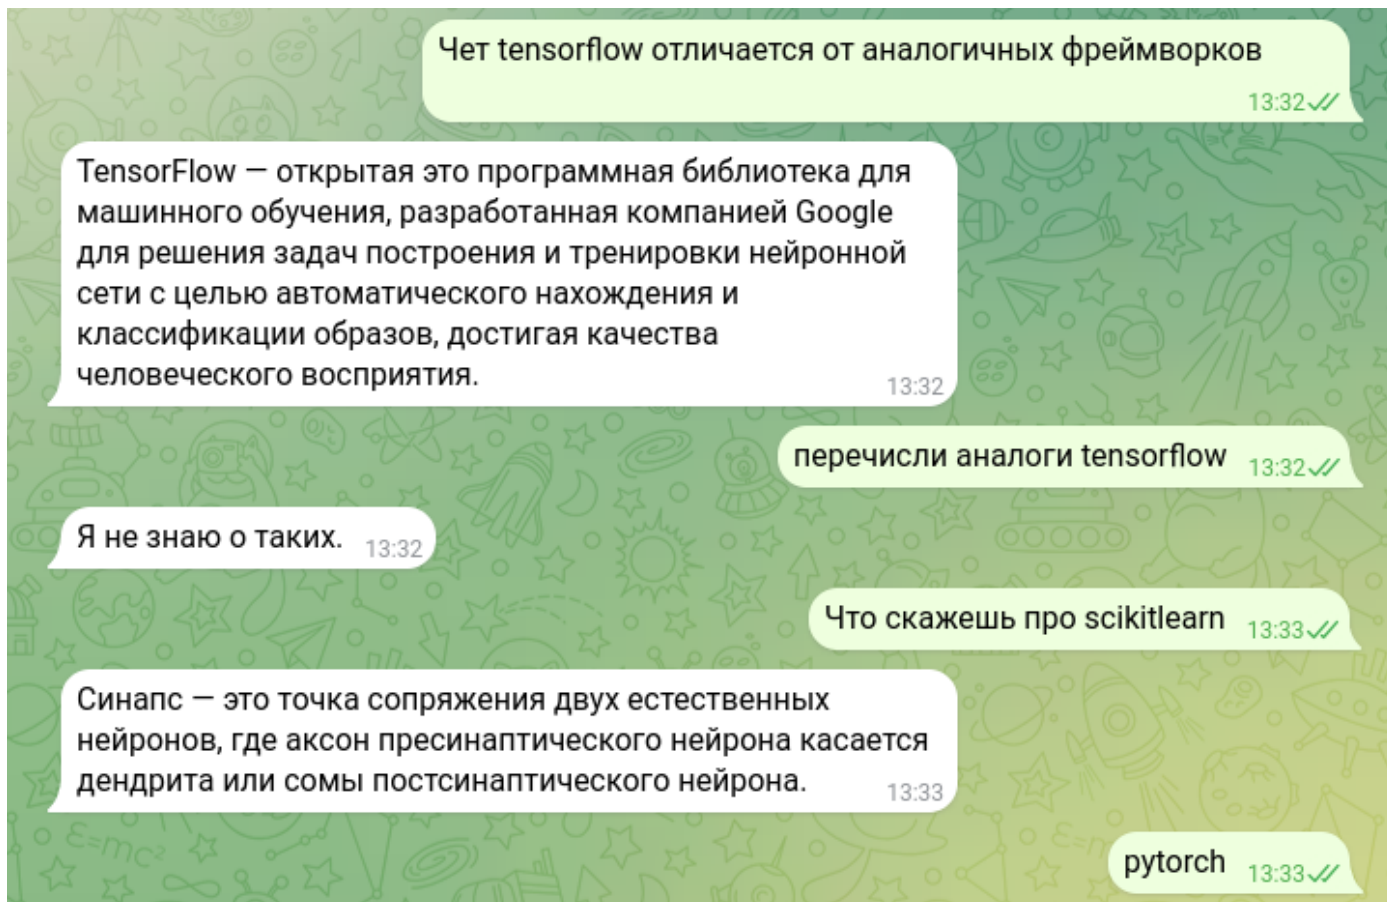 Чет tensorflow отличается от аналогичных фреймворков
13:32
TensorFlow — открытая это программная библиотека для
машинного обучения, разработанная компанией Google
для решения задач построения и тренировки нейронной
сети с целью автоматического нахождения и
классификации образов, достигая качества
человеческого восприятия.
13:32
перечисли аналоги tensorflow 13:32
Я не знаю о таких. 13:32
Что скажешь про scikitlearn 13:33
Синапс — это точка сопряжения двух естественных
нейронов, где аксон пресинаптического нейрона касается
дендрита или сомы постсинаптического нейрона.
13:33
E=mc²
pytorch 13:33